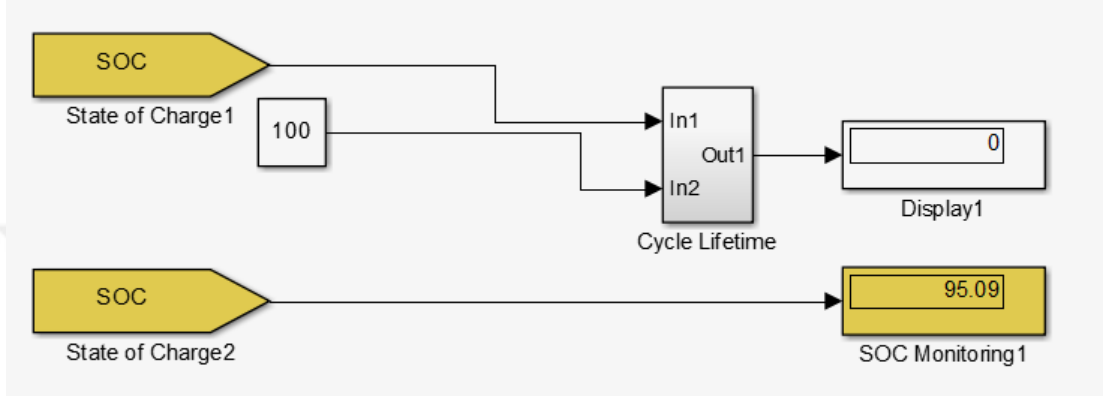 SOC
State of Charge1
100
In1
Out1
In2
Cycle Lifetime
0
Display1
SOC
State of Charge2
95.09
SOC Monitoring1